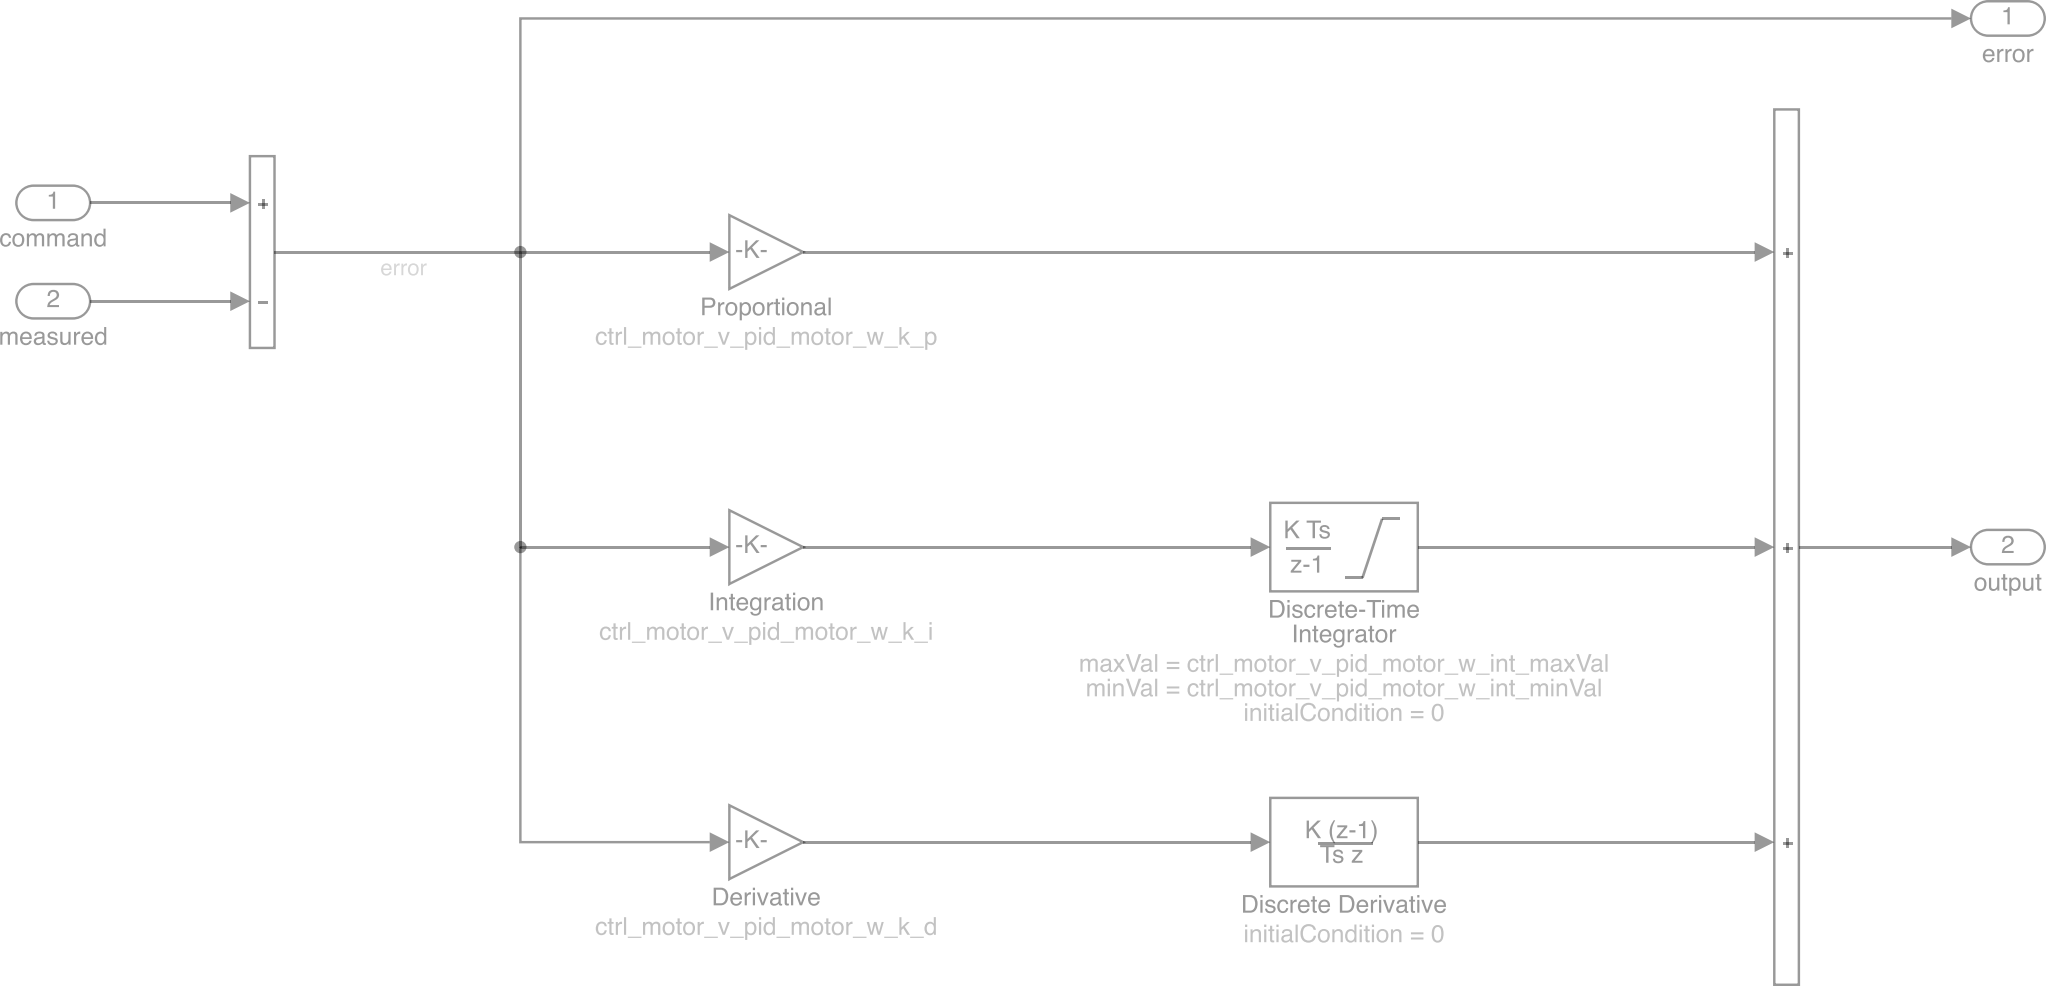 1
error
1
+
command
error
2
−
measured
-K-
+
Proportional
ctrl_motor_v_pid_motor_w_k_p
-K-
K Ts
z-1
+
2
output
Integration
ctrl_motor_v_pid_motor_w_k_i
Discrete-Time
Integrator
maxVal = ctrl_motor_v_pid_motor_w_int_maxVal
minVal = ctrl_motor_v_pid_motor_w_int_minVal
initialCondition = 0
-K-
K (z-1)
Ts z
+
Derivative
ctrl_motor_v_pid_motor_w_k_d
Discrete Derivative
initialCondition = 0